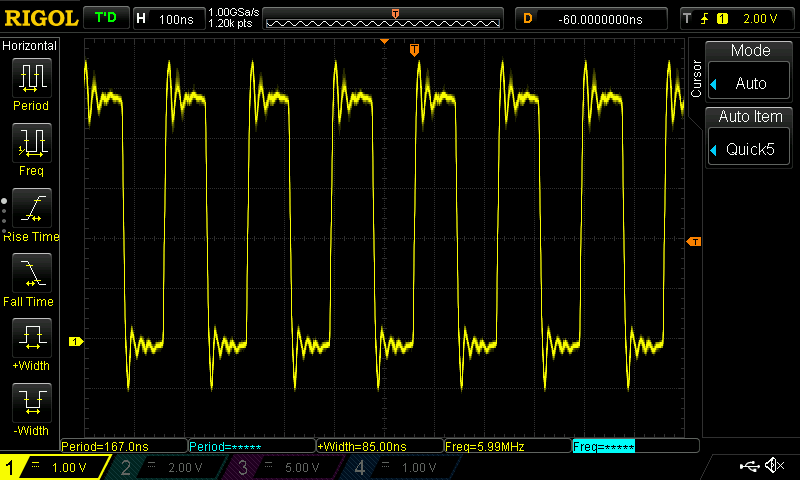 RIGOL T'D H 100ns 1.00GSa/s D -60.0000000ns T 1 2.00 V
1.20k pts
T
Horizontal
T
Period
Freq
Rise Time
Fall Time
+Width
-Width
Cursor
Mode
Auto
Auto Item
Quick5
T
1
Period=167.0ns Period=***** +Width=85.00ns Freq=5.99MHz Freq=*****
1 1.00 V 2 2.00 V 3 5.00 V 4 1.00 V